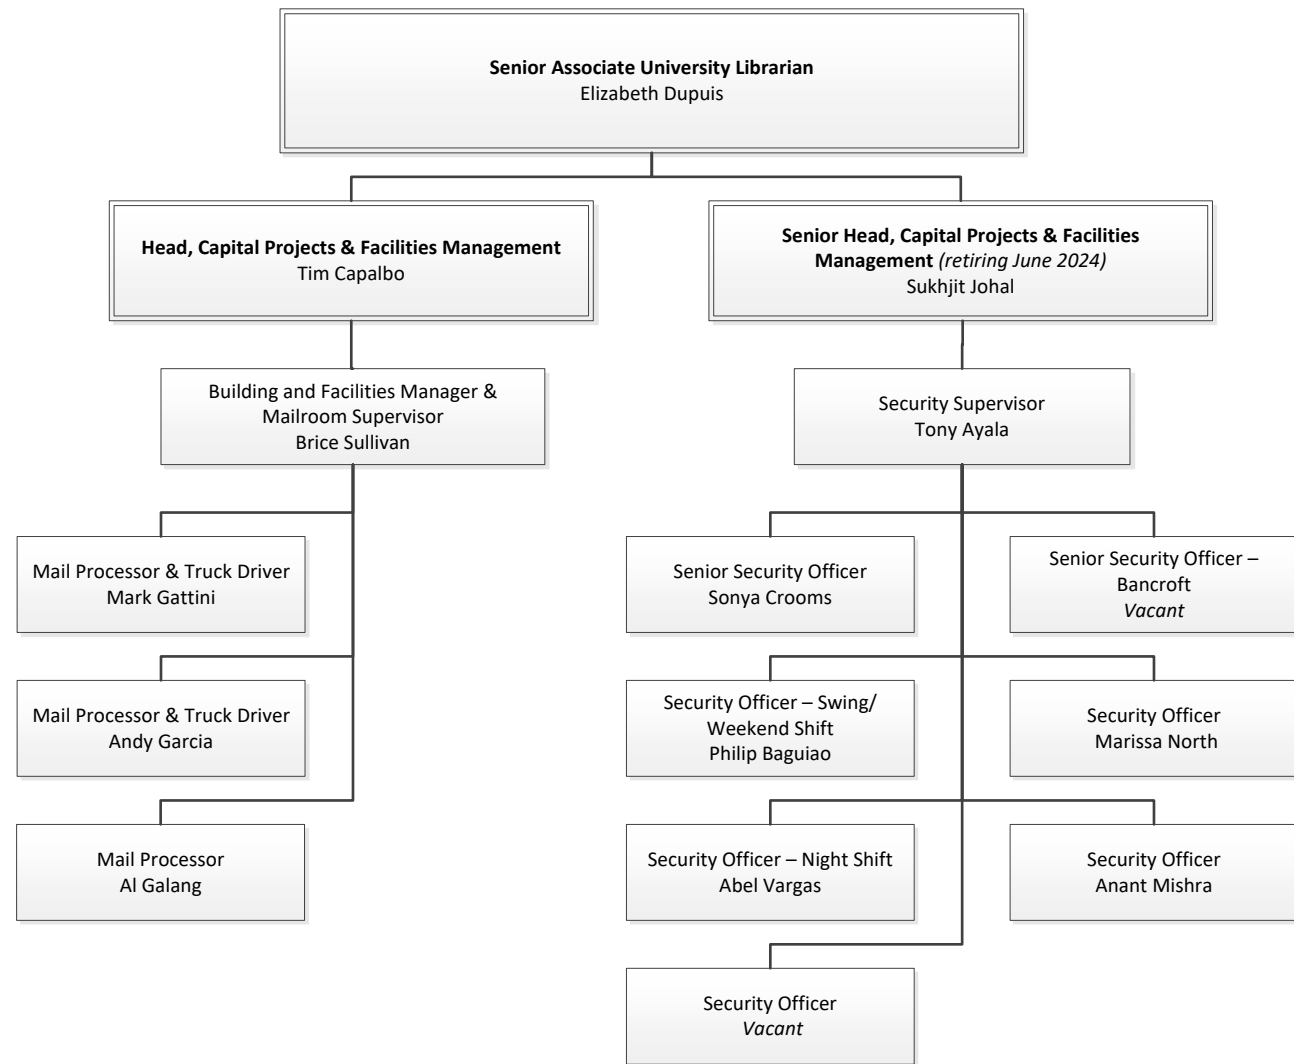 Senior Associate University Librarian
Elizabeth Dupuis
Head, Capital Projects & Facilities Management
Tim Capalbo
Senior Head, Capital Projects & Facilities
Management (retiring June 2024)
Sukhjit Johal
Building and Facilities Manager &
Mailroom Supervisor
Brice Sullivan
Security Supervisor
Tony Ayala
Mail Processor & Truck Driver
Mark Gattini
Senior Security Officer
Sonya Crooms
Senior Security Officer –
Bancroft
Vacant
Mail Processor & Truck Driver
Andy Garcia
Security Officer – Swing/
Weekend Shift
Philip Baguiao
Security Officer
Marissa North
Mail Processor
Al Galang
Security Officer – Night Shift
Abel Vargas
Security Officer
Anant Mishra
Security Officer
Vacant